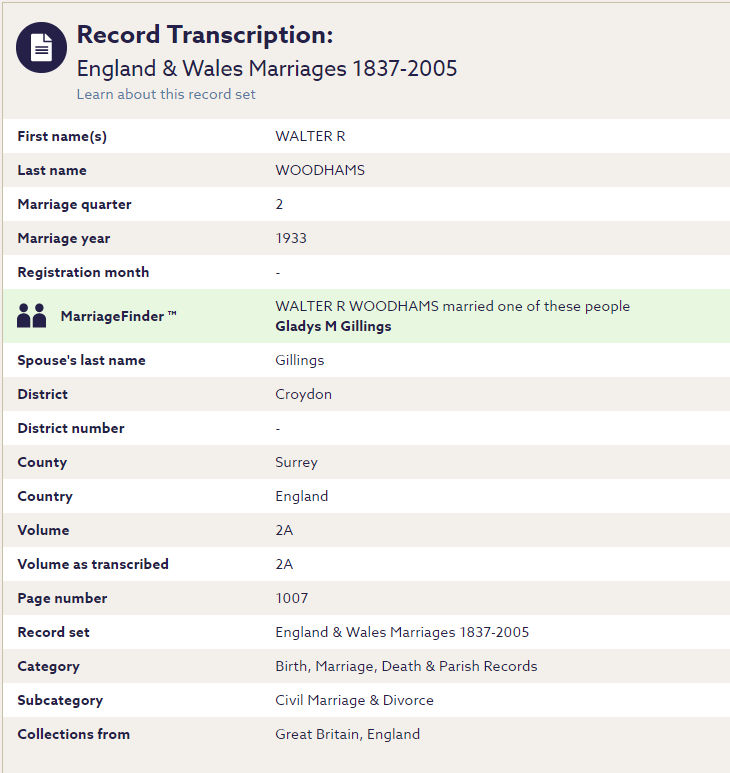 Record Transcription:
England & Wales Marriages 1837-2005
Learn about this record set
First name(s) WALTER R
Last name WOODHAMS
Marriage quarter 2
Marriage year 1933
Registration month -
MarriageFinder ™ WALTER R WOODHAMS married one of these people
Gladys M Gillings
Spouse's last name Gillings
District Croydon
District number -
County Surrey
Country England
Volume 2A
Volume as transcribed 2A
Page number 1007
Record set England & Wales Marriages 1837-2005
Category Birth, Marriage, Death & Parish Records
Subcategory Civil Marriage & Divorce
Collections from Great Britain, England